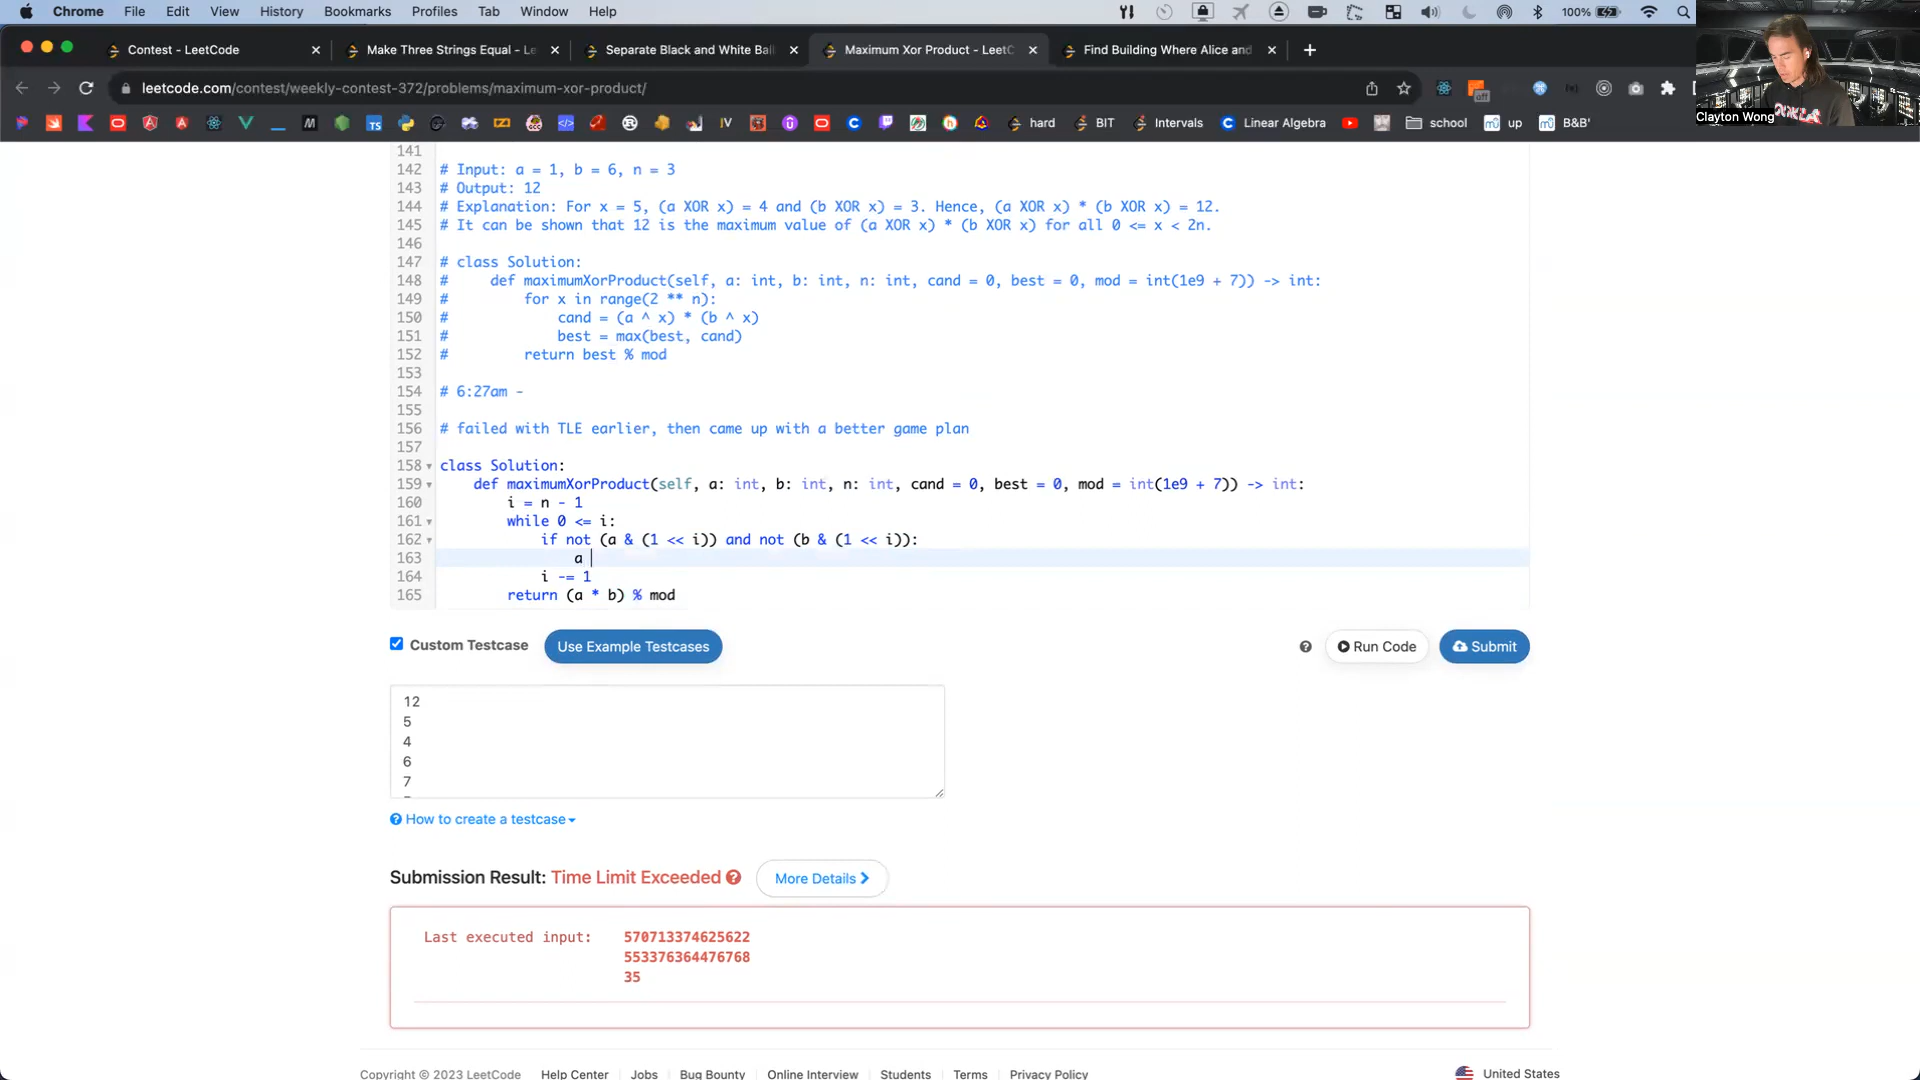 Chrome File Edit View History Bookmarks Profiles Tab Window Help 100%
Contest - LeetCode Make Three Strings Equal - Le Separate Black and White Ball Maximum Xor Product - LeetC Find Building Where Alice and
leetcode.com/contest/weekly-contest-372/problems/maximum-xor-product/
off
TS IV hard BIT Intervals Linear Algebra school up B&B'
Clayton Wong
141
142 # Input: a = 1, b = 6, n = 3
143 # Output: 12
144 # Explanation: For x = 5, (a XOR x) = 4 and (b XOR x) = 3. Hence, (a XOR x) * (b XOR x) = 12.
145 # It can be shown that 12 is the maximum value of (a XOR x) * (b XOR x) for all 0 <= x < 2n.
146
147 # class Solution:
148 #     def maximumXorProduct(self, a: int, b: int, n: int, cand = 0, best = 0, mod = int(1e9 + 7)) -> int:
149 #         for x in range(2 ** n):
150 #             cand = (a ^ x) * (b ^ x)
151 #             best = max(best, cand)
152 #         return best % mod
153
154 # 6:27am -
155
156 # failed with TLE earlier, then came up with a better game plan
157
158 class Solution:
159     def maximumXorProduct(self, a: int, b: int, n: int, cand = 0, best = 0, mod = int(1e9 + 7)) -> int:
160         i = n - 1
161         while 0 <= i:
162             if not (a & (1 << i)) and not (b & (1 << i)):
163                 a
164             i -= 1
165         return (a * b) % mod
Custom Testcase Use Example Testcases Run Code Submit
12
5
4
6
7
How to create a testcase
Submission Result: Time Limit Exceeded More Details
Last executed input: 570713374625622
553376364476768
35
Copyright © 2023 LeetCode Help Center Jobs Bug Bounty Online Interview Students Terms Privacy Policy United States